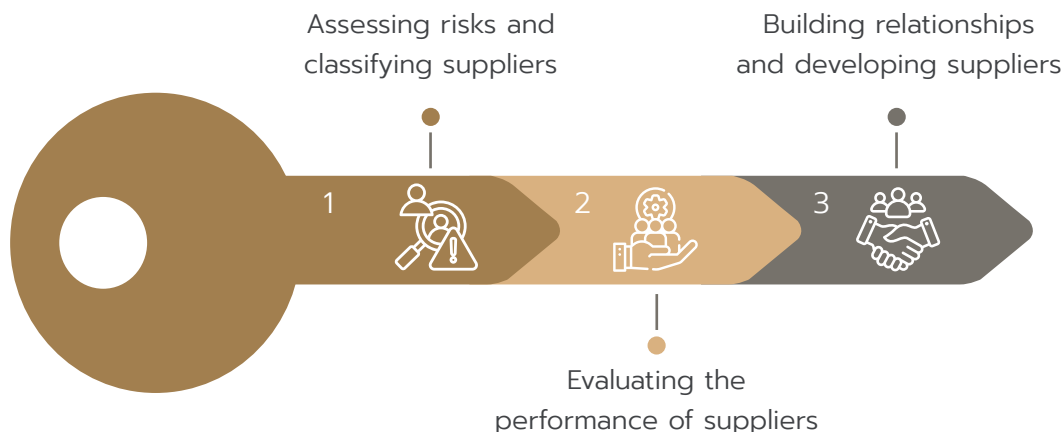 Assessing risks and
classifying suppliers
Building relationships
and developing suppliers
1
2
3
Evaluating the
performance of suppliers